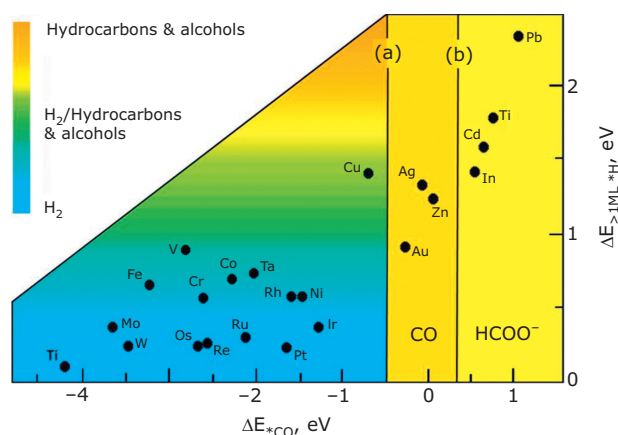 Hydrocarbons & alcohols
H₂/Hydrocarbons
& alcohols
H₂
(a)
(b)
Pb
Ti
Cd
In
Ag
Zn
Au
Cu
V
Fe
Cr
Co
Ta
Rh
Ni
Mo
W
Os
Re
Ru
Pt
Ir
Ti
CO
HCOO⁻
2
1
0
ΔE>1ML *H, eV
−4
−3
−2
−1
0
1
ΔE*CO, eV